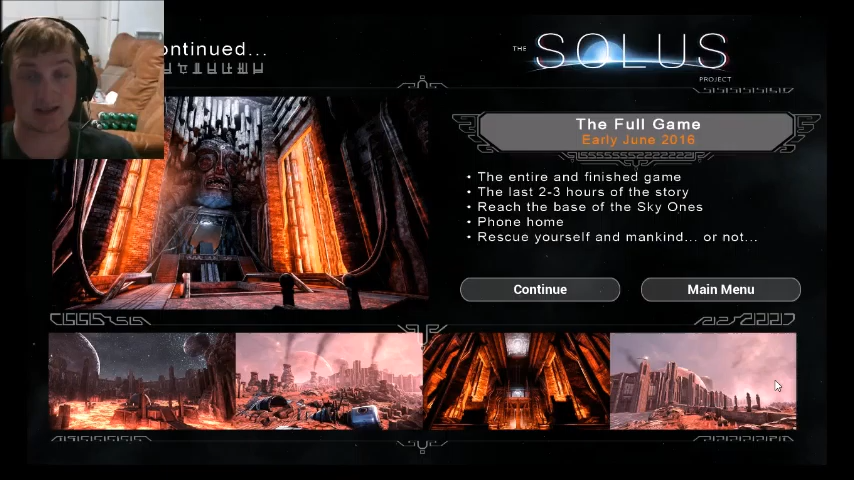 ontinued...
THE SOLUS PROJECT
The Full Game
Early June 2016
• The entire and finished game
• The last 2-3 hours of the story
• Reach the base of the Sky Ones
• Phone home
• Rescue yourself and mankind... or not...
Continue
Main Menu